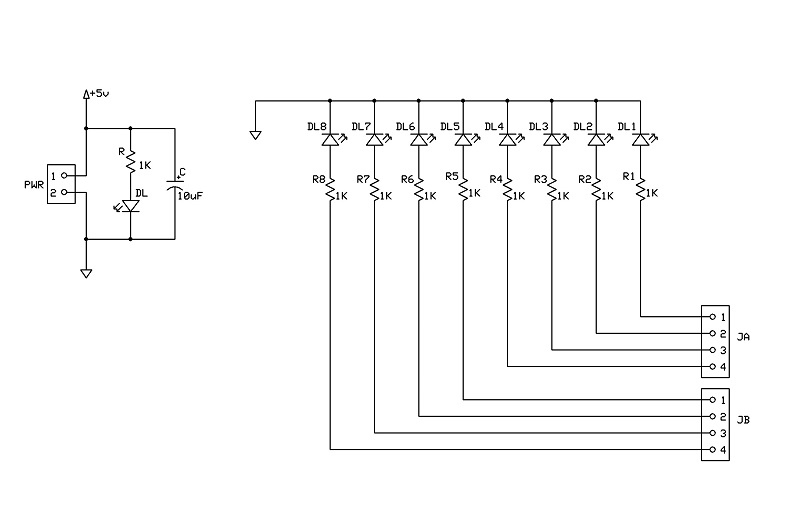 +5v
DL8 DL7 DL6 DL5 DL4 DL3 DL2 DL1
R 1K
C
PWR 1
2
DL
10uF
R8 1K R7 1K R6 1K R5 1K R4 1K R3 1K R2 1K R1 1K
1
2
3
4
JA
1
2
3
4
JB